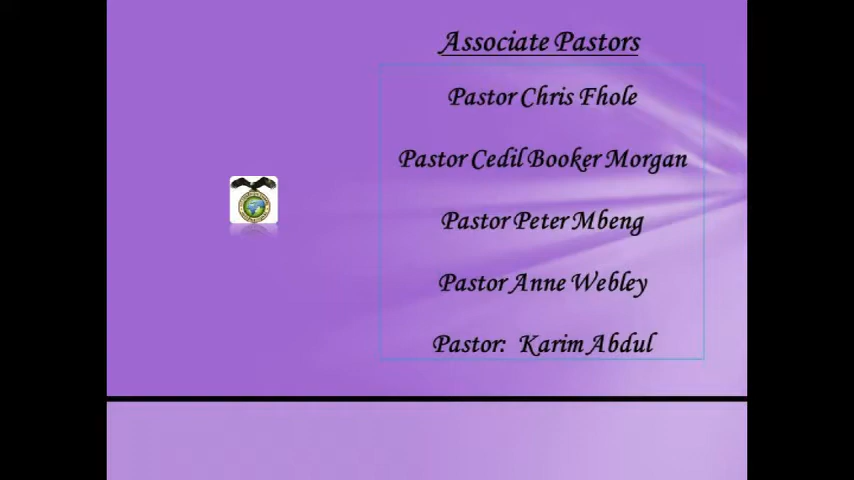 Associate Pastors
Pastor Chris Fhole
Pastor Cedil Booker Morgan
Pastor Peter Mbeng
Pastor Anne Webley
Pastor: Karim Abdul